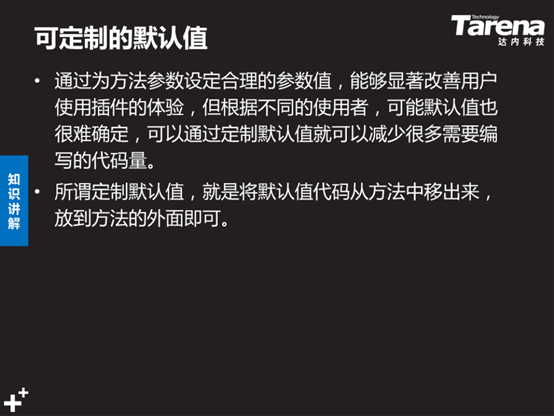 可定制的默认值
Technology
Tarena
达内科技
• 通过为方法参数设定合理的参数值，能够显著改善用户
使用插件的体验，但根据不同的使用者，可能默认值也
很难确定，可以通过定制默认值就可以减少很多需要编
写的代码量。
• 所谓定制默认值，就是将默认值代码从方法中移出来，
放到方法的外面即可。
知
识
讲
解